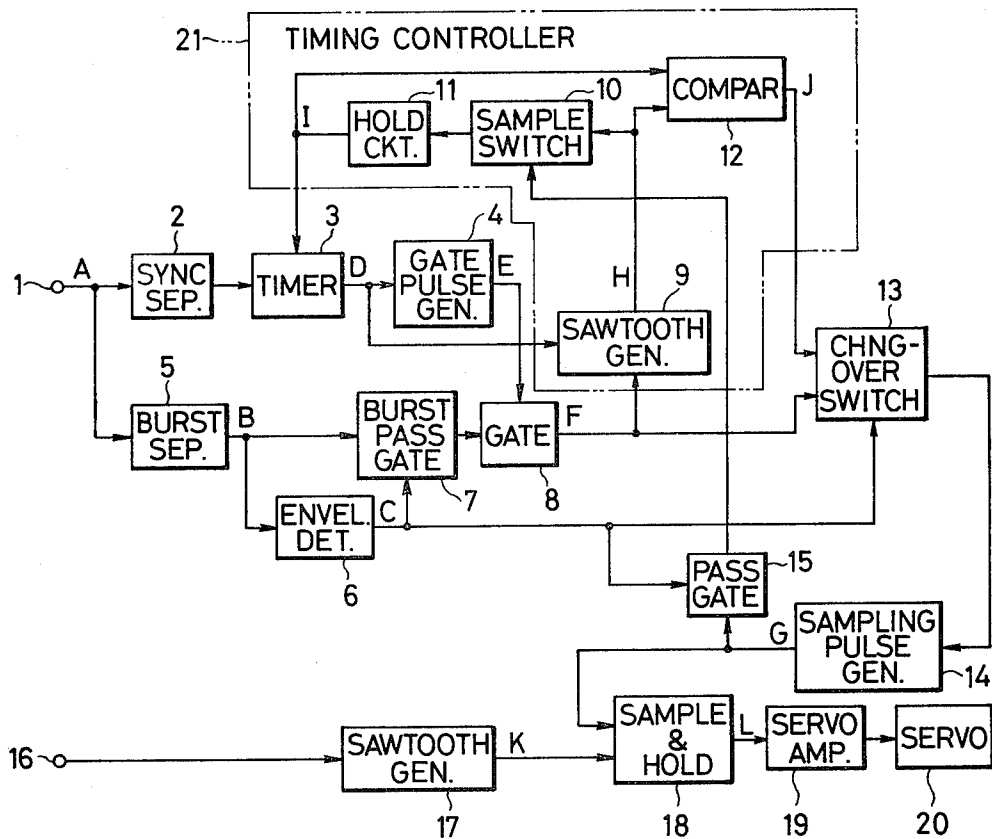 21
TIMING CONTROLLER
I
11
HOLD
CKT.
10
SAMPLE
SWITCH
COMPAR
12
J
1
A
2
SYNC
SEP.
3
TIMER
D
4
GATE
PULSE
GEN.
E
H
9
SAWTOOTH
GEN.
13
CHNG-
OVER
SWITCH
5
BURST
SEP.
B
BURST
PASS
GATE
7
GATE
8
F
ENVEL.
DET.
6
C
15
PASS
GATE
G
SAMPLING
PULSE
GEN.
14
16
SAWTOOTH
GEN.
17
K
SAMPLE
&
HOLD
18
L
SERVO
AMP.
19
SERVO
20